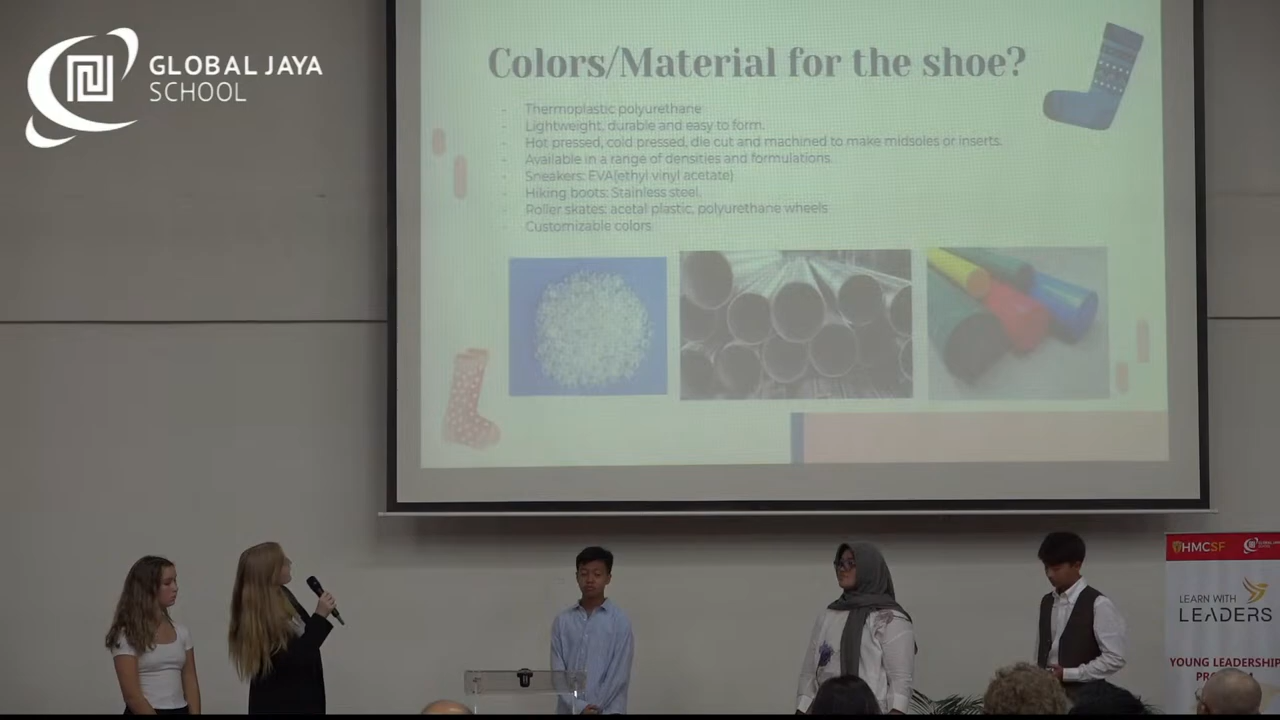 GLOBAL JAYA
SCHOOL
Colors/Material for the shoe?
- Thermoplastic polyurethane
- Lightweight, durable and easy to form.
- Hot pressed, cold pressed, die cut and machined to make midsoles or inserts.
- Available in a range of densities and formulations.
- Sneakers: EVA(ethyl vinyl acetate)
- Hiking boots: Stainless steel.
- Roller skates: acetal plastic, polyurethane wheels
- Customizable colors
HMCSF
GLOBAL JAYA
LEARN WITH
LEADERS
YOUNG LEADERSHIP